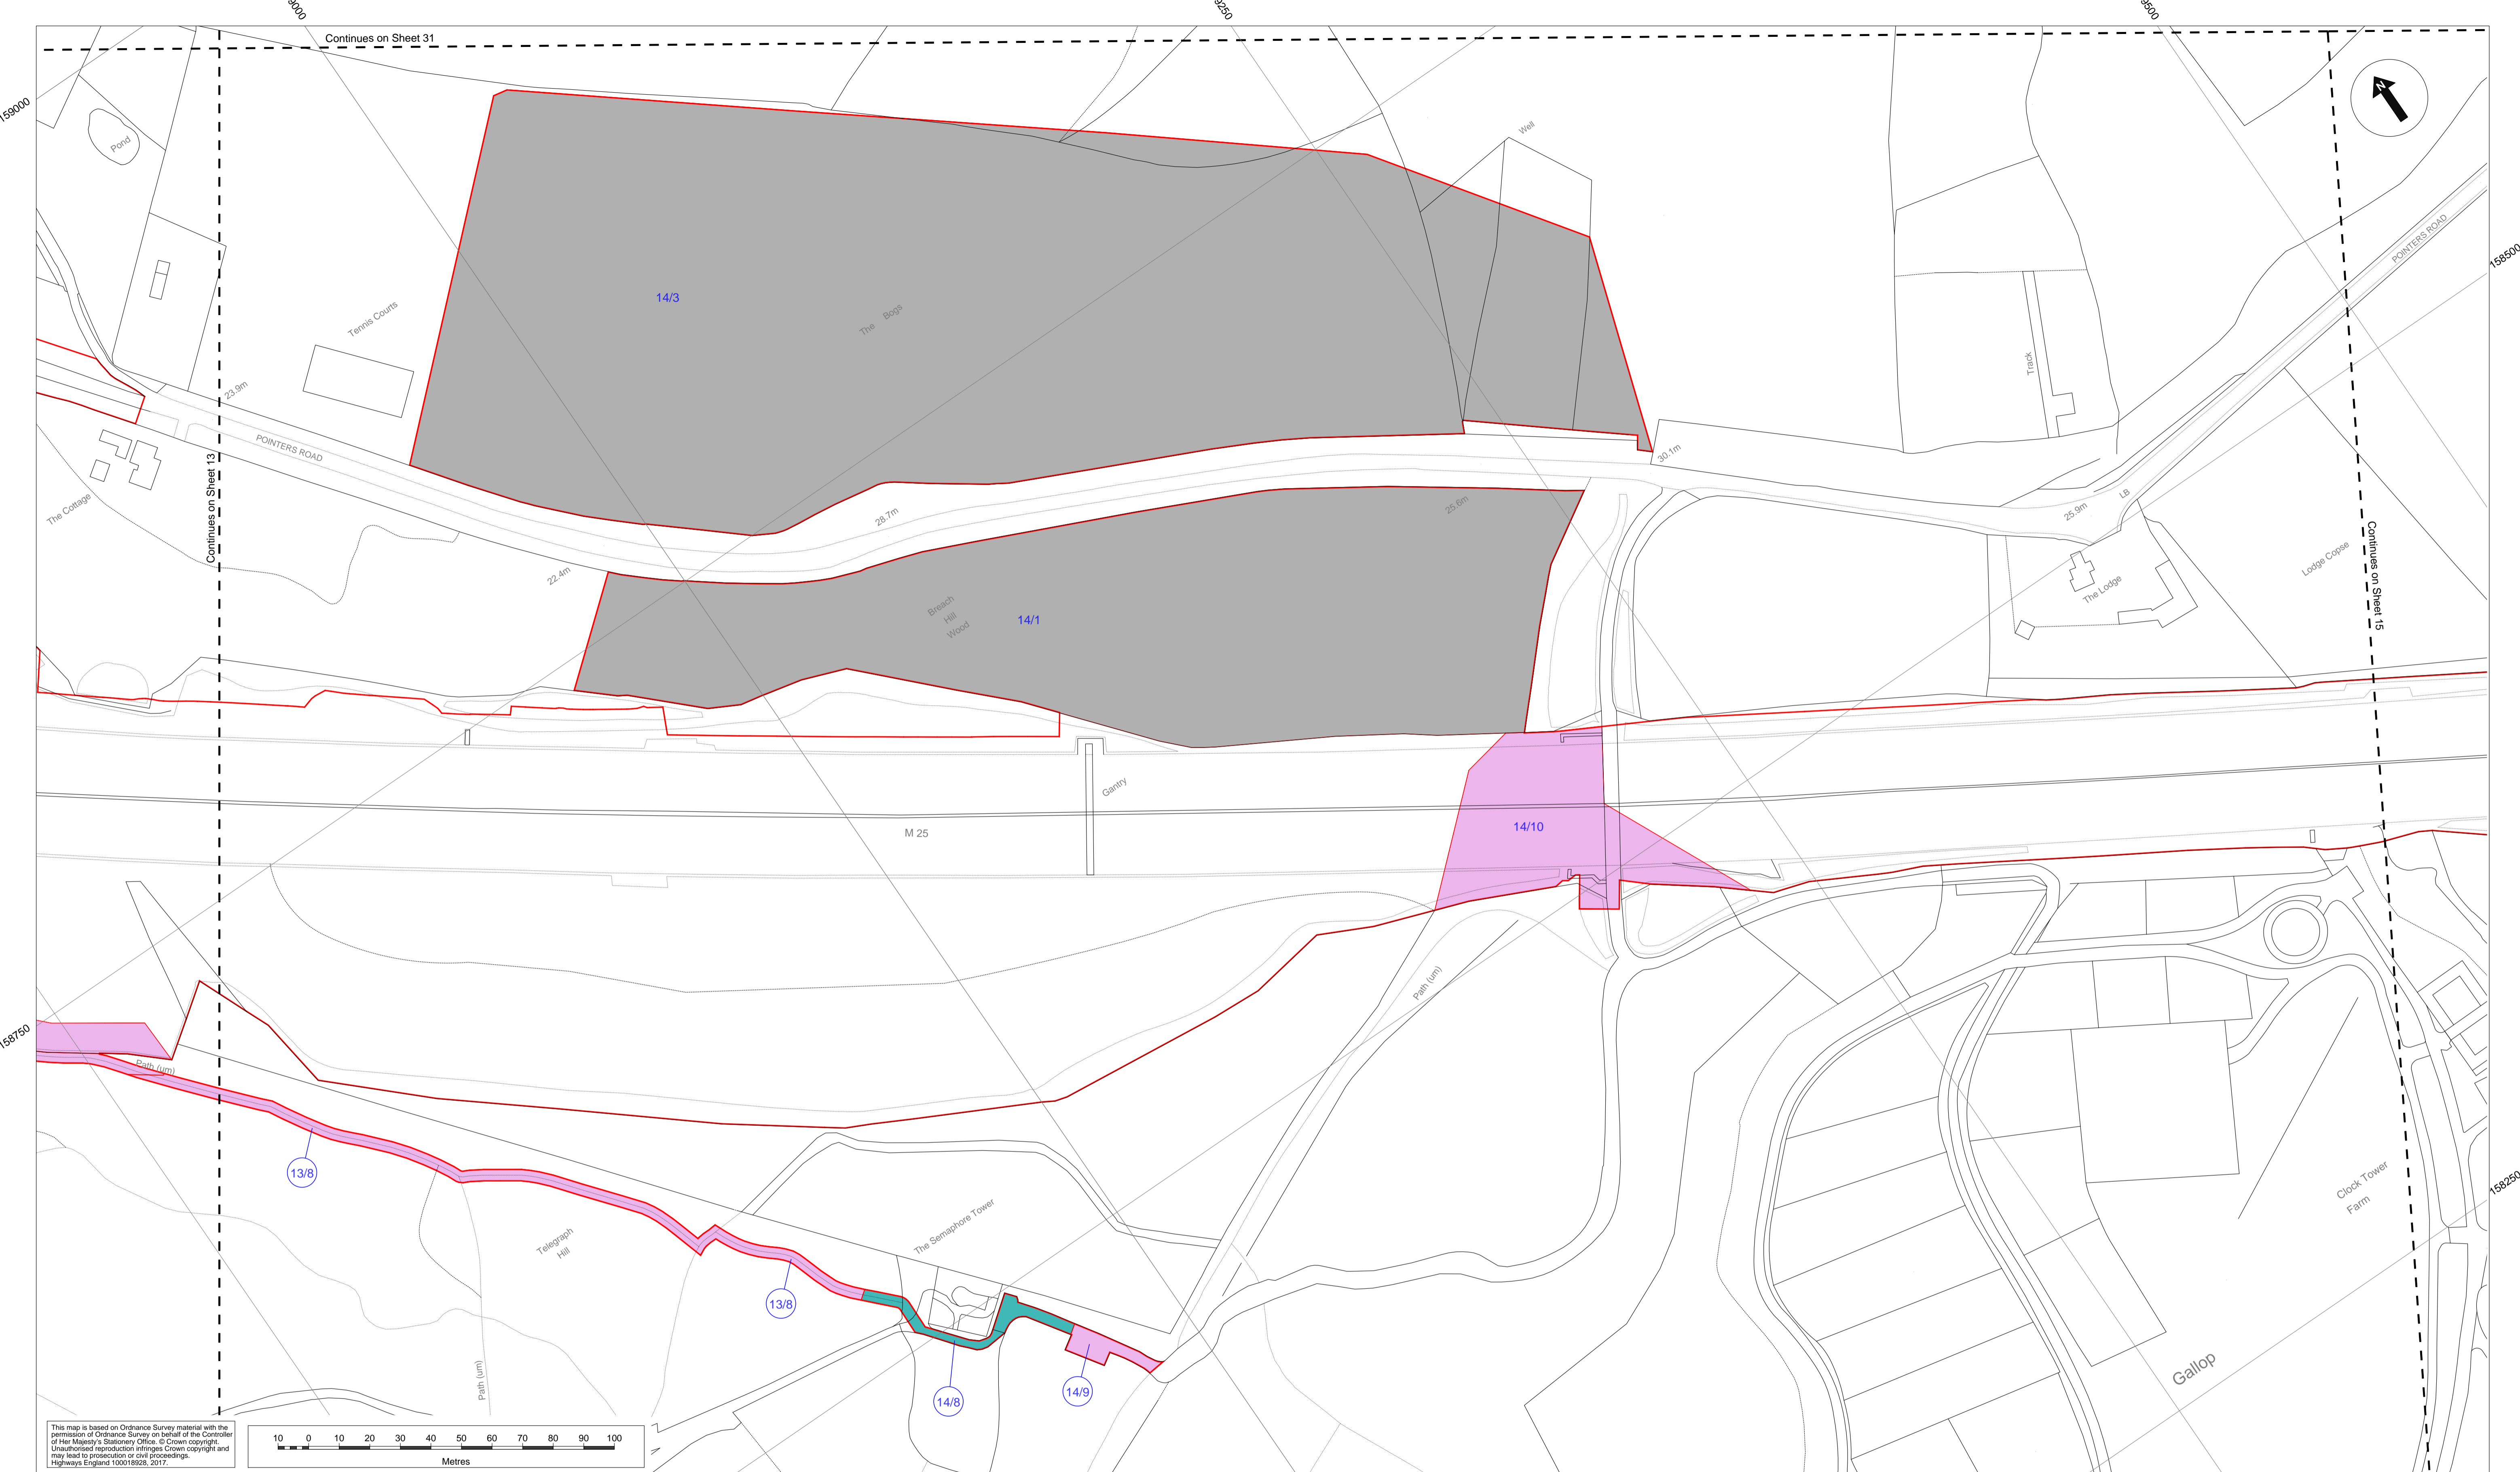 9000
9250
9500
Continues on Sheet 31
159000
Pond
Well
N
14/3
The Bogs
Tennis Courts
POINTERS ROAD
158500
Track
23.9m
POINTERS ROAD
30.1m
The Cottage
Continues on Sheet 13
28.7m
25.6m
LB
25.9m
Continues on Sheet 15
Lodge Copse
The Lodge
22.4m
Breach
Hill
Wood
14/1
Gantry
M 25
14/10
Path (um)
158750
Path (um)
13/8
Telegraph
Hill
The Semaphore Tower
13/8
Clock Tower
Farm
158250
Path (um)
14/8
14/9
Gallop
This map is based on Ordnance Survey material with the
permission of Ordnance Survey on behalf of the Controller
of Her Majesty's Stationery Office. © Crown copyright.
Unauthorised reproduction infringes Crown copyright and
may lead to prosecution or civil proceedings.
Highways England 100018928, 2017.
10 0 10 20 30 40 50 60 70 80 90 100
Metres